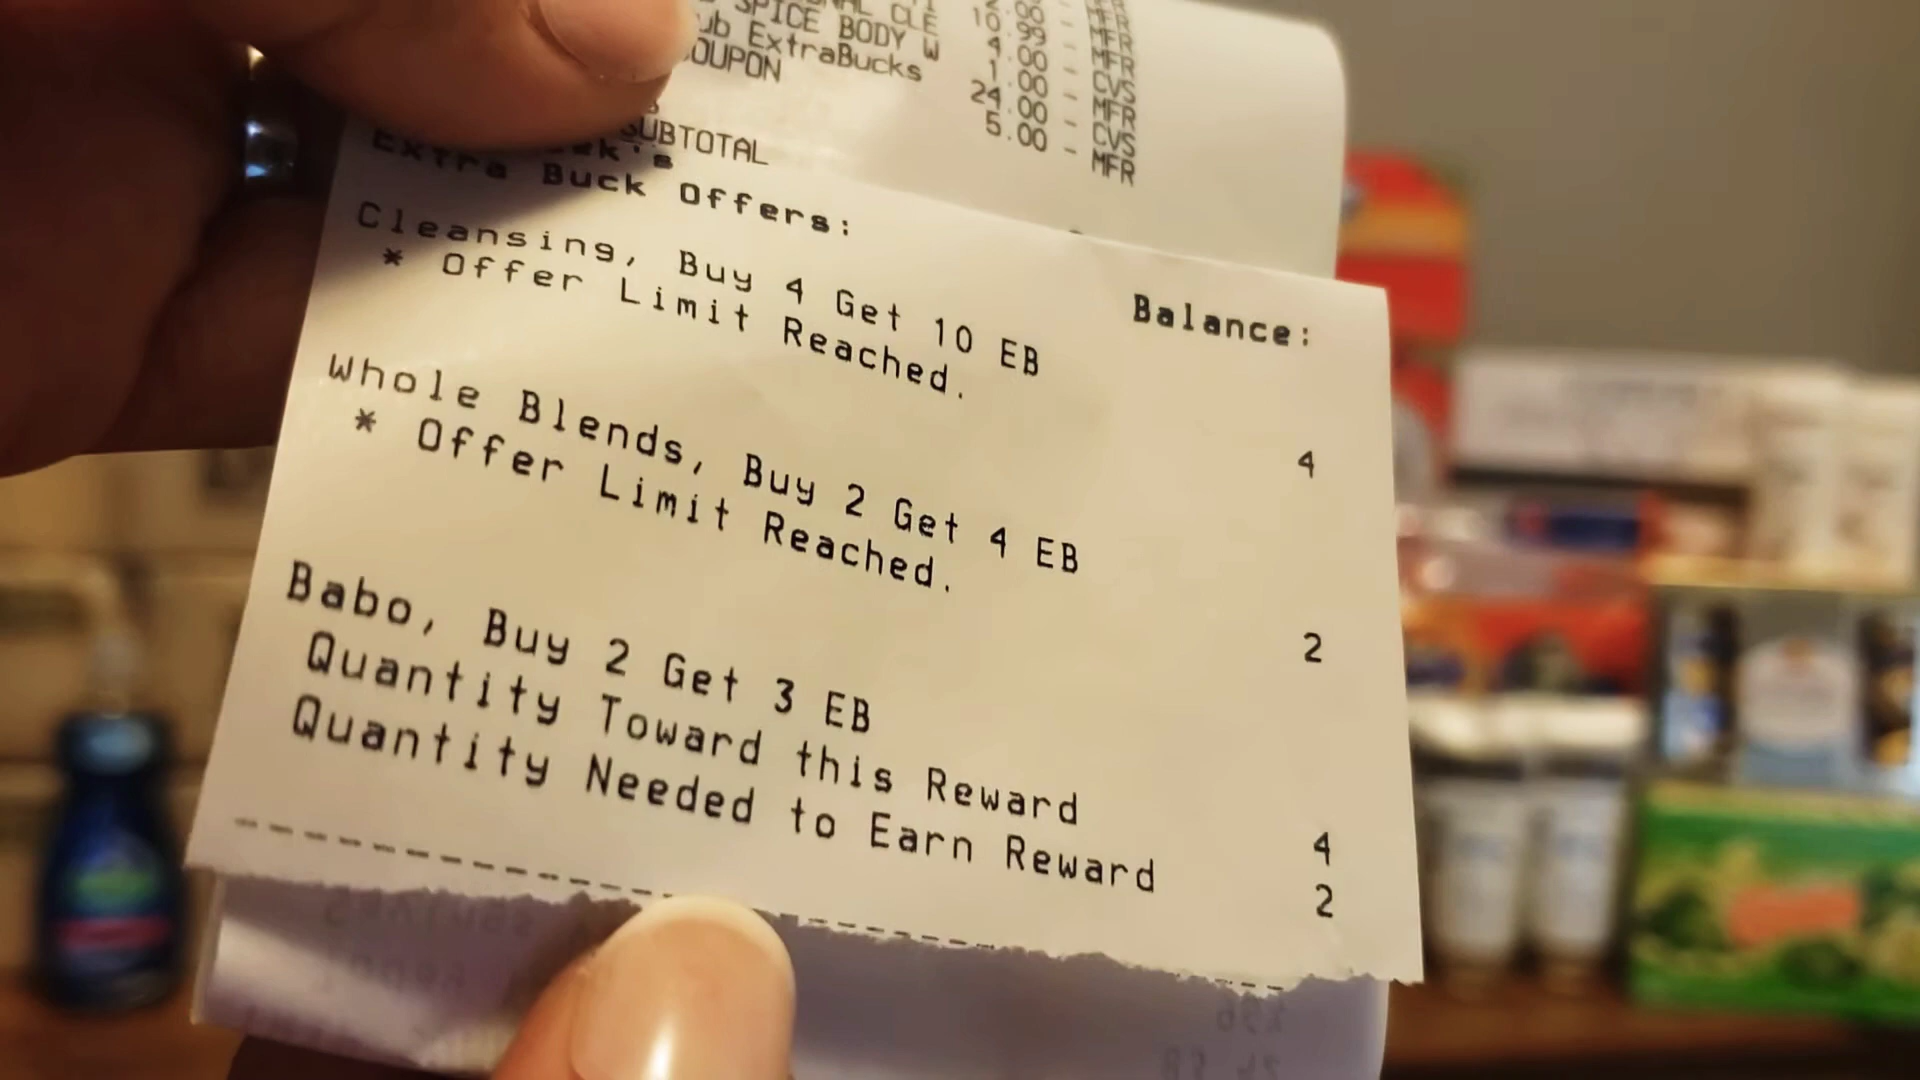 CLE
SPICE BODY W 10.99 - MFR
ExtraBucks 4.00 - MFR
COUPON 1.00 - CVS
24.00 - MFR
5.00 - CVS
SUBTOTAL MFR
Extra Buck Offers:
Balance:
Cleansing, Buy 4 Get 10 EB
* Offer Limit Reached.
4
Whole Blends, Buy 2 Get 4 EB
* Offer Limit Reached.
2
Babo, Buy 2 Get 3 EB
Quantity Toward this Reward 4
Quantity Needed to Earn Reward 2